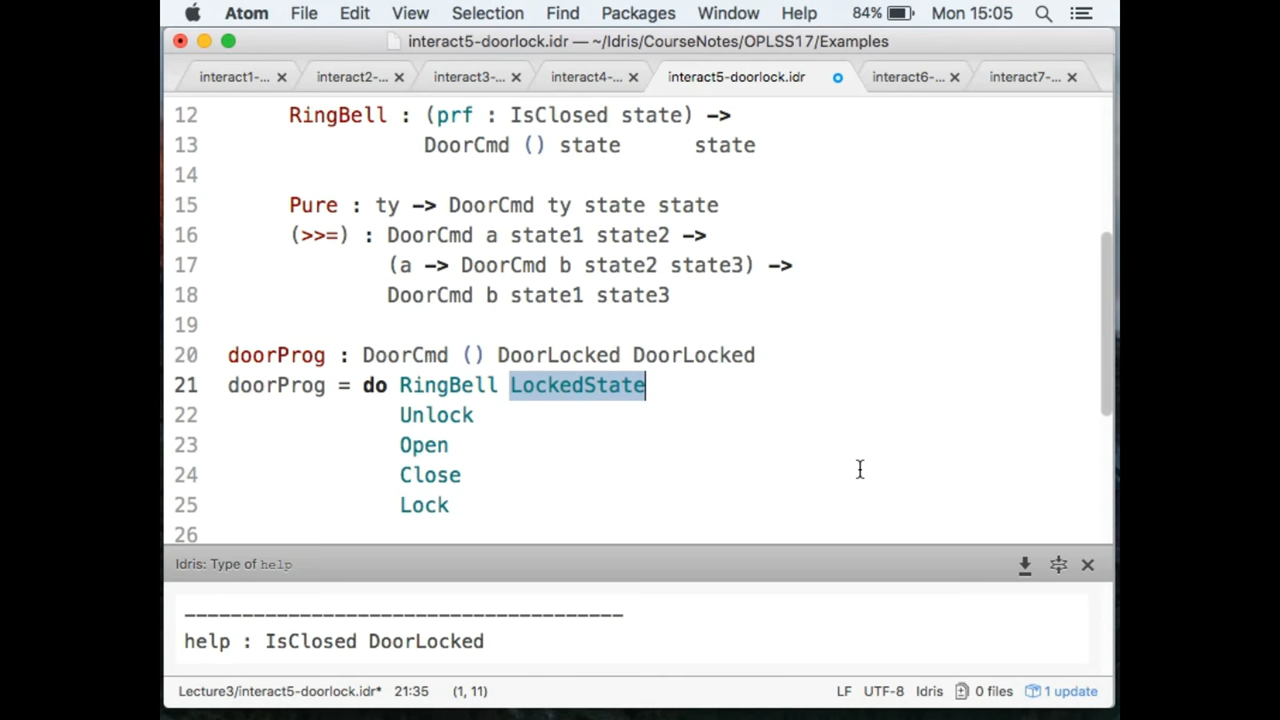 Atom File Edit View Selection Find Packages Window Help 84% Mon 15:05
interact5-doorlock.idr — ~/Idris/CourseNotes/OPLSS17/Examples
interact1-... interact2-... interact3-... interact4-... interact5-doorlock.idr interact6-... interact7-...
12 RingBell : (prf : IsClosed state) ->
13 DoorCmd () state state
14
15 Pure : ty -> DoorCmd ty state state
16 (>>=) : DoorCmd a state1 state2 ->
17 (a -> DoorCmd b state2 state3) ->
18 DoorCmd b state1 state3
19
20 doorProg : DoorCmd () DoorLocked DoorLocked
21 doorProg = do RingBell LockedState
22 Unlock
23 Open
24 Close
25 Lock
26
Idris: Type of help
--------------------------------------
help : IsClosed DoorLocked
Lecture3/interact5-doorlock.idr* 21:35 (1, 11) LF UTF-8 Idris 0 files 1 update